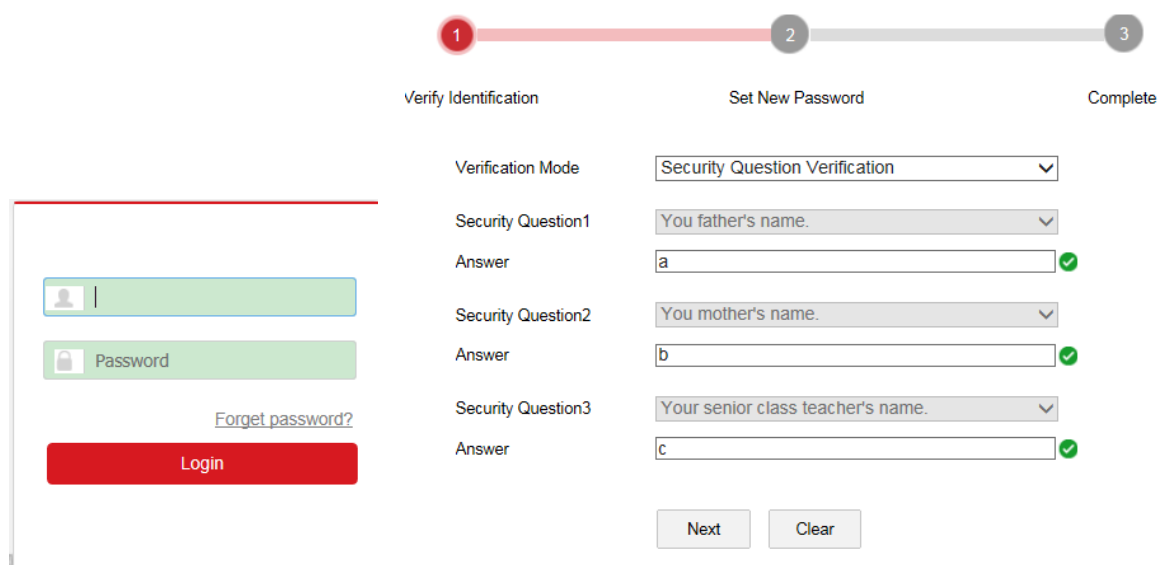 1 2 3
Verify Identification Set New Password Complete
Verification Mode Security Question Verification
Security Question1 You father's name.
Answer a
Security Question2 You mother's name.
Answer b
Security Question3 Your senior class teacher's name.
Answer c
Next Clear
Password
Forget password?
Login